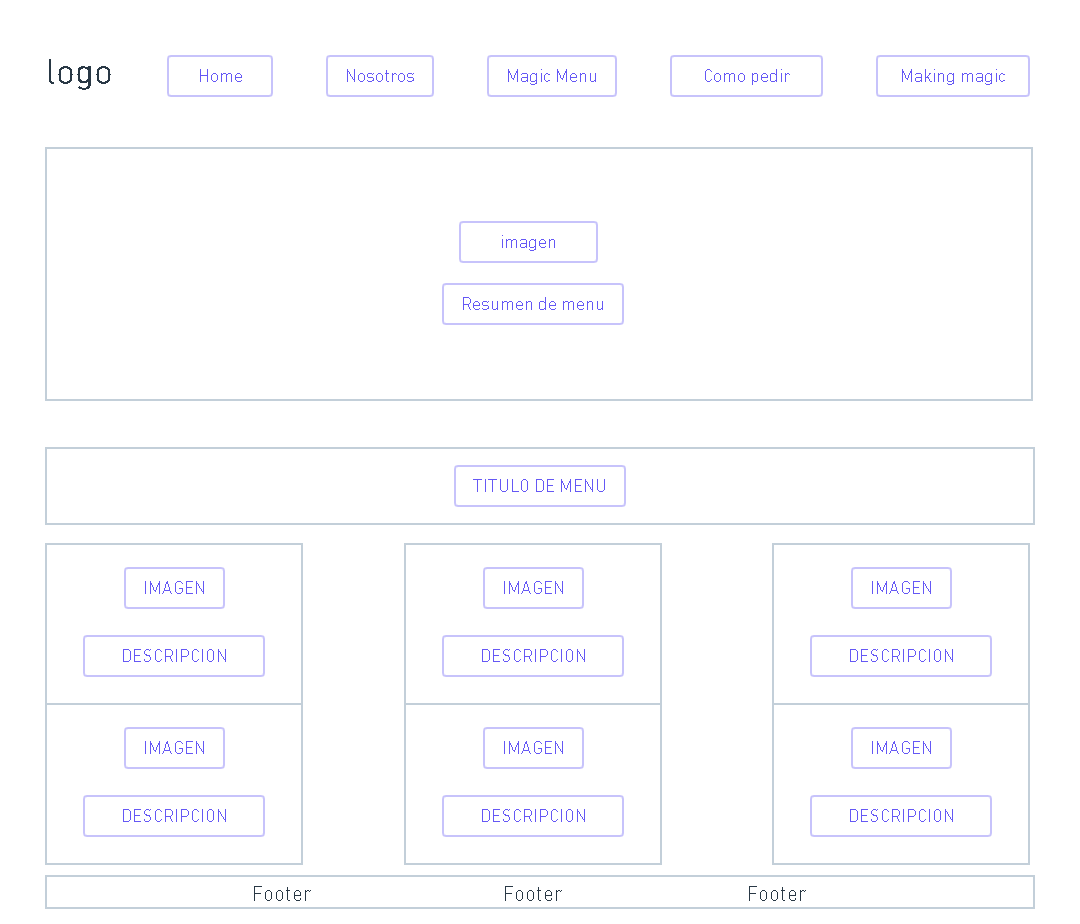 logo Home Nosotros Magic Menu Como pedir Making magic
imagen
Resumen de menu
TITULO DE MENU
IMAGEN IMAGEN IMAGEN
DESCRIPCION DESCRIPCION DESCRIPCION
IMAGEN IMAGEN IMAGEN
DESCRIPCION DESCRIPCION DESCRIPCION
Footer Footer Footer